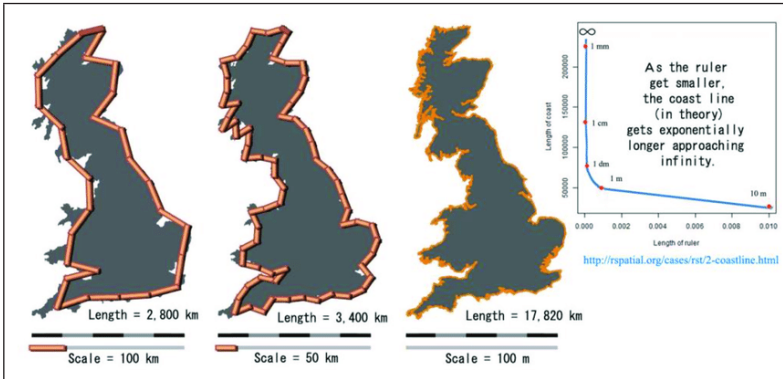 Length = 2,800 km
Scale = 100 km
Length = 3,400 km
Scale = 50 km
Length = 17,820 km
Scale = 100 m
∞
1 mm
1 cm
1 dm
1 m
10 m
As the ruler
get smaller,
the coast line
(in theory)
gets exponentially
longer approaching
infinity.
Length of coast
50000
100000
150000
200000
0.000
0.002
0.004
0.006
0.008
0.010
Length of ruler
http://rspatial.org/cases/rst/2-coastline.html